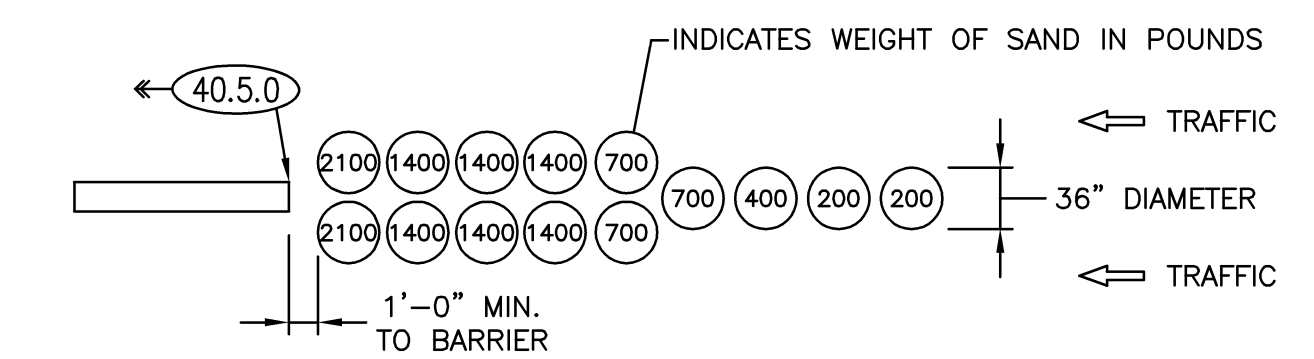 INDICATES WEIGHT OF SAND IN POUNDS
40.5.0
TRAFFIC
2100 1400 1400 1400 700
700 400 200 200
36" DIAMETER
2100 1400 1400 1400 700
TRAFFIC
1'-0" MIN.
TO BARRIER